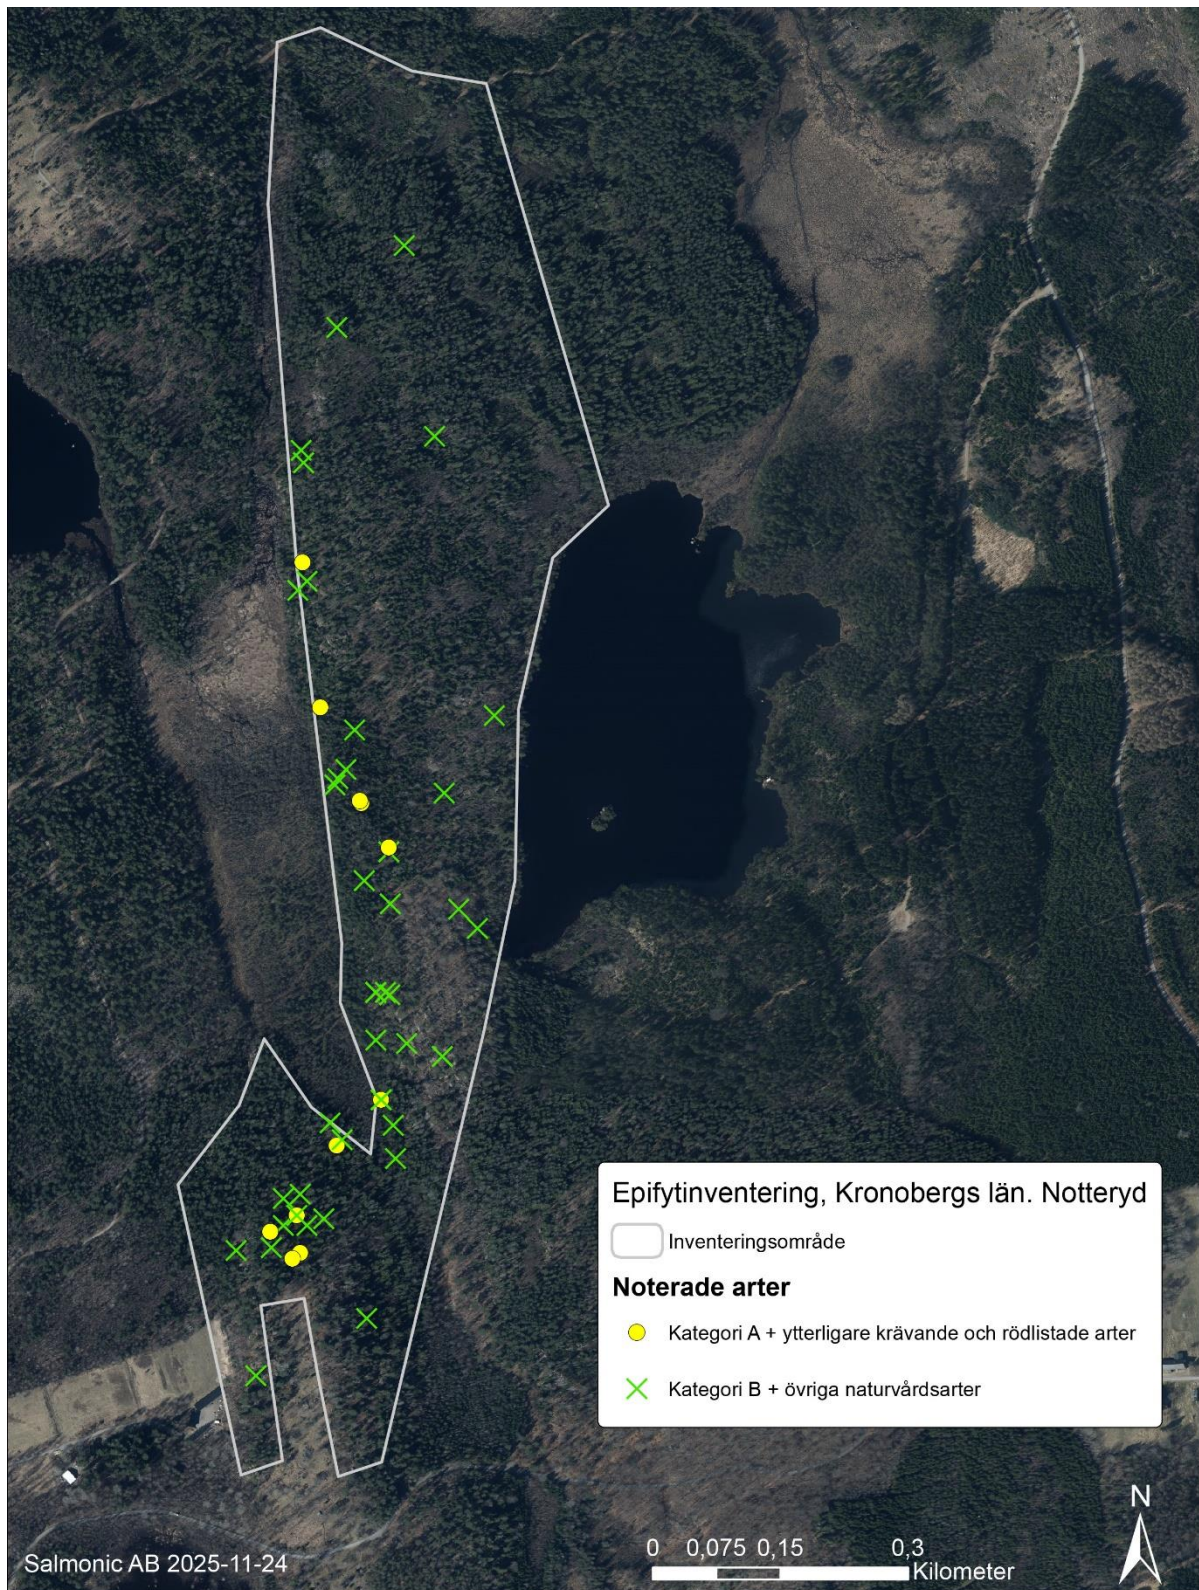 Epifytinventering, Kronobergs län. Notteryd
Inventeringsområde
Noterade arter
Kategori A + ytterligare krävande och rödlistade arter
Kategori B + övriga naturvårdsarter
N
0 0,075 0,15 0,3
Kilometer
Salmonic AB 2025-11-24